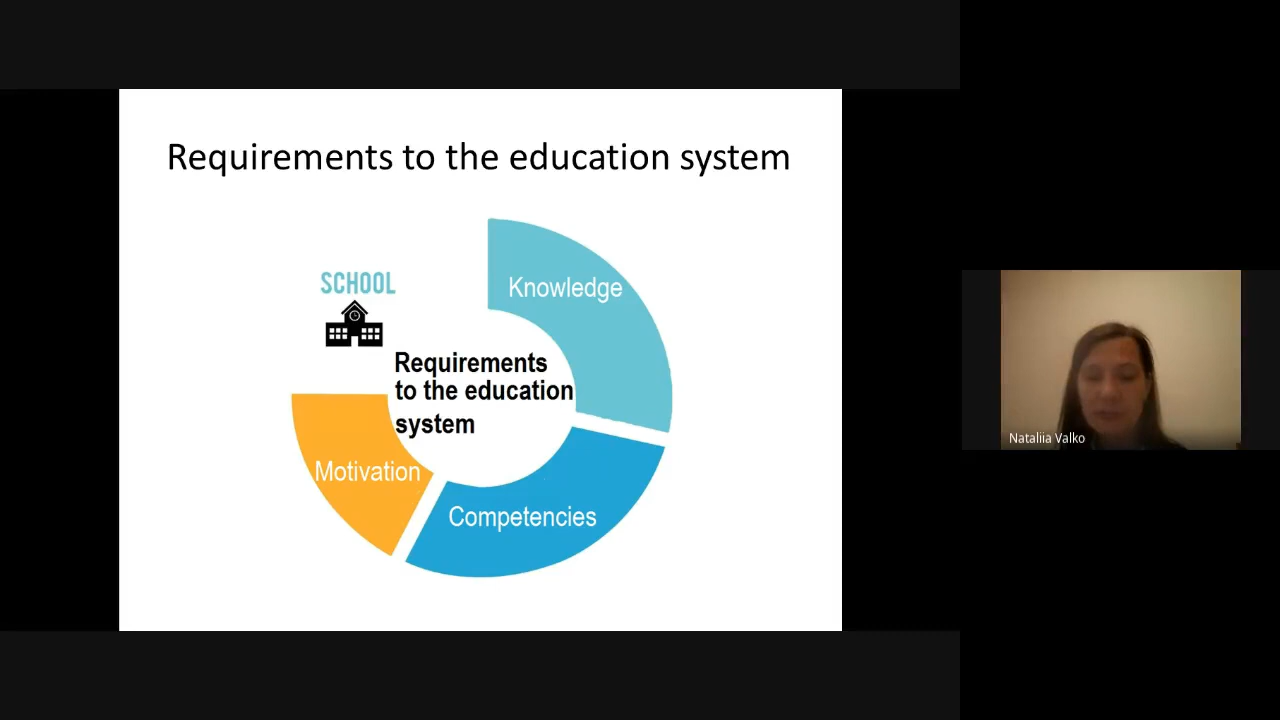 Requirements to the education system
SCHOOL
Knowledge
Requirements
to the education
system
Motivation
Competencies
Nataliia Valko